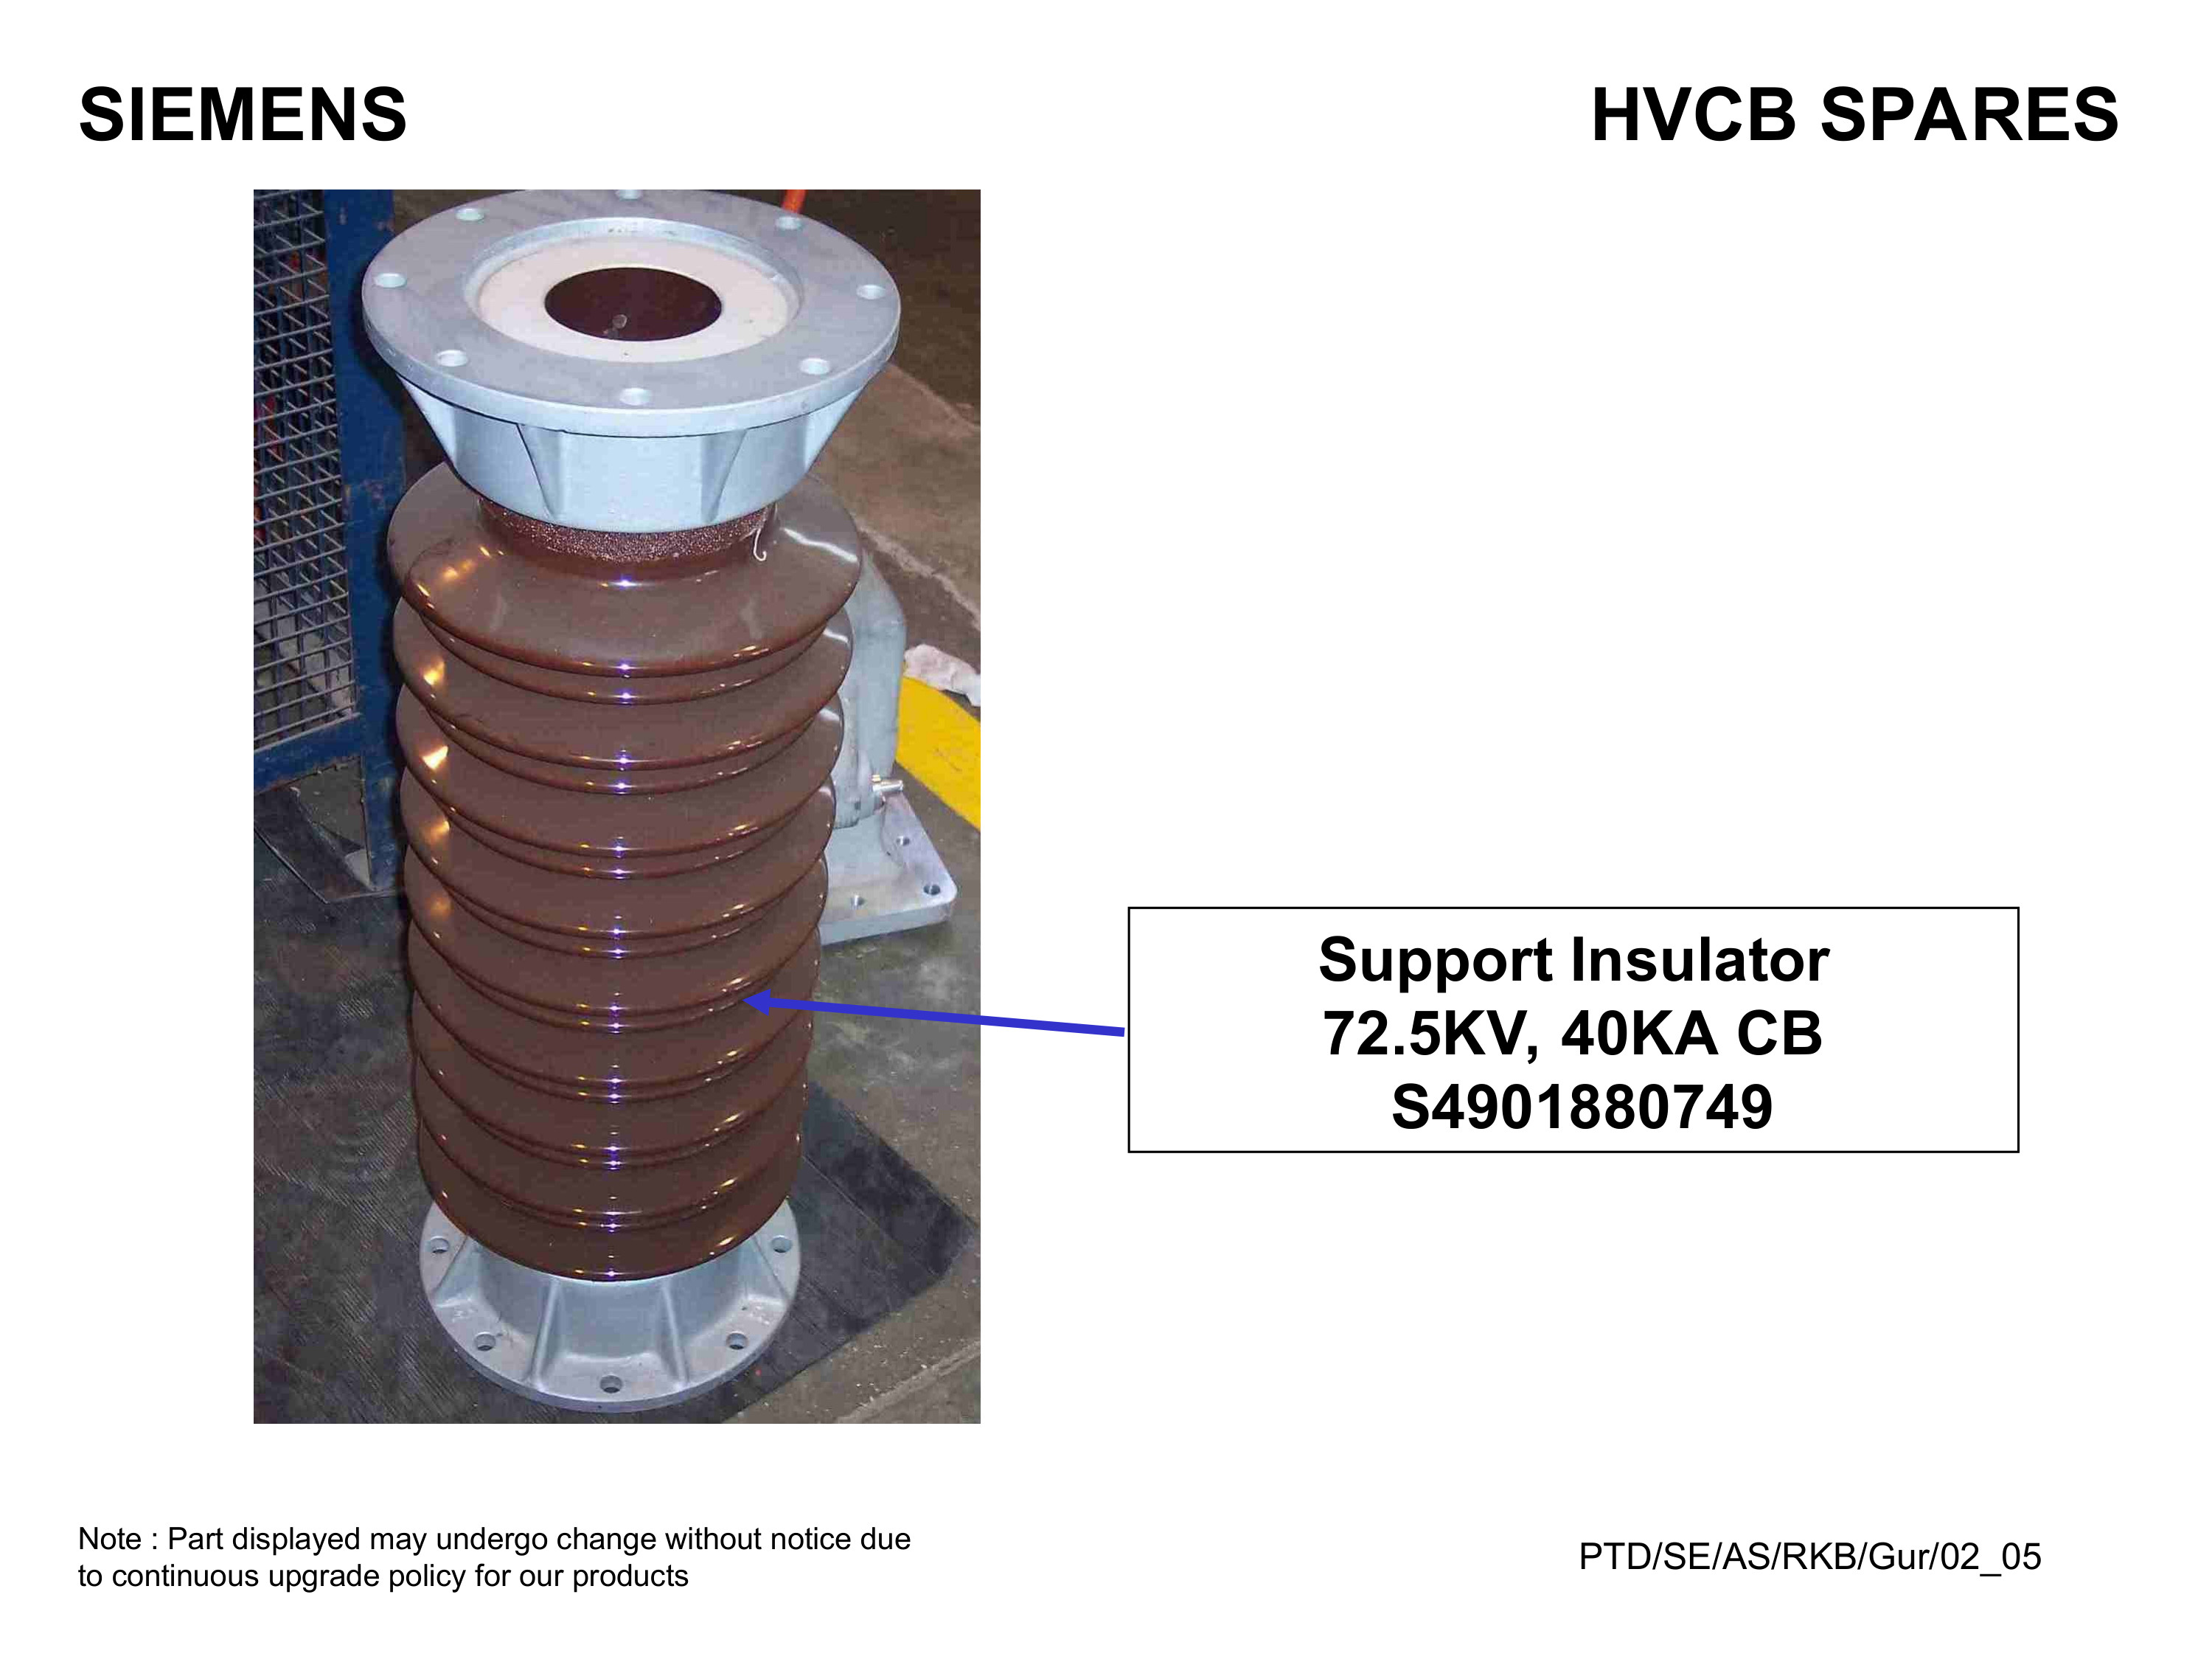 SIEMENS
HVCB SPARES
Support Insulator
72.5KV, 40KA CB
S4901880749
Note : Part displayed may undergo change without notice due
to continuous upgrade policy for our products
PTD/SE/AS/RKB/Gur/02_05